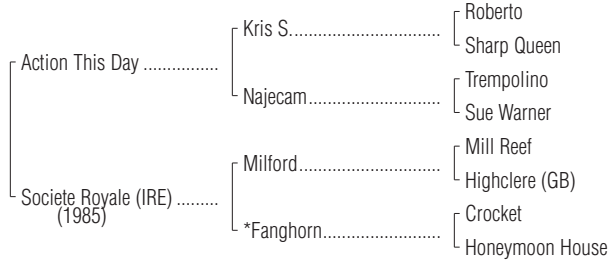 Roberto
Kris S.
Sharp Queen
Action This Day
Trempolino
Najecam
Sue Warner
Mill Reef
Milford
Highclere (GB)
Societe Royale (IRE)
(1985)
Crocket
*Fanghorn
Honeymoon House